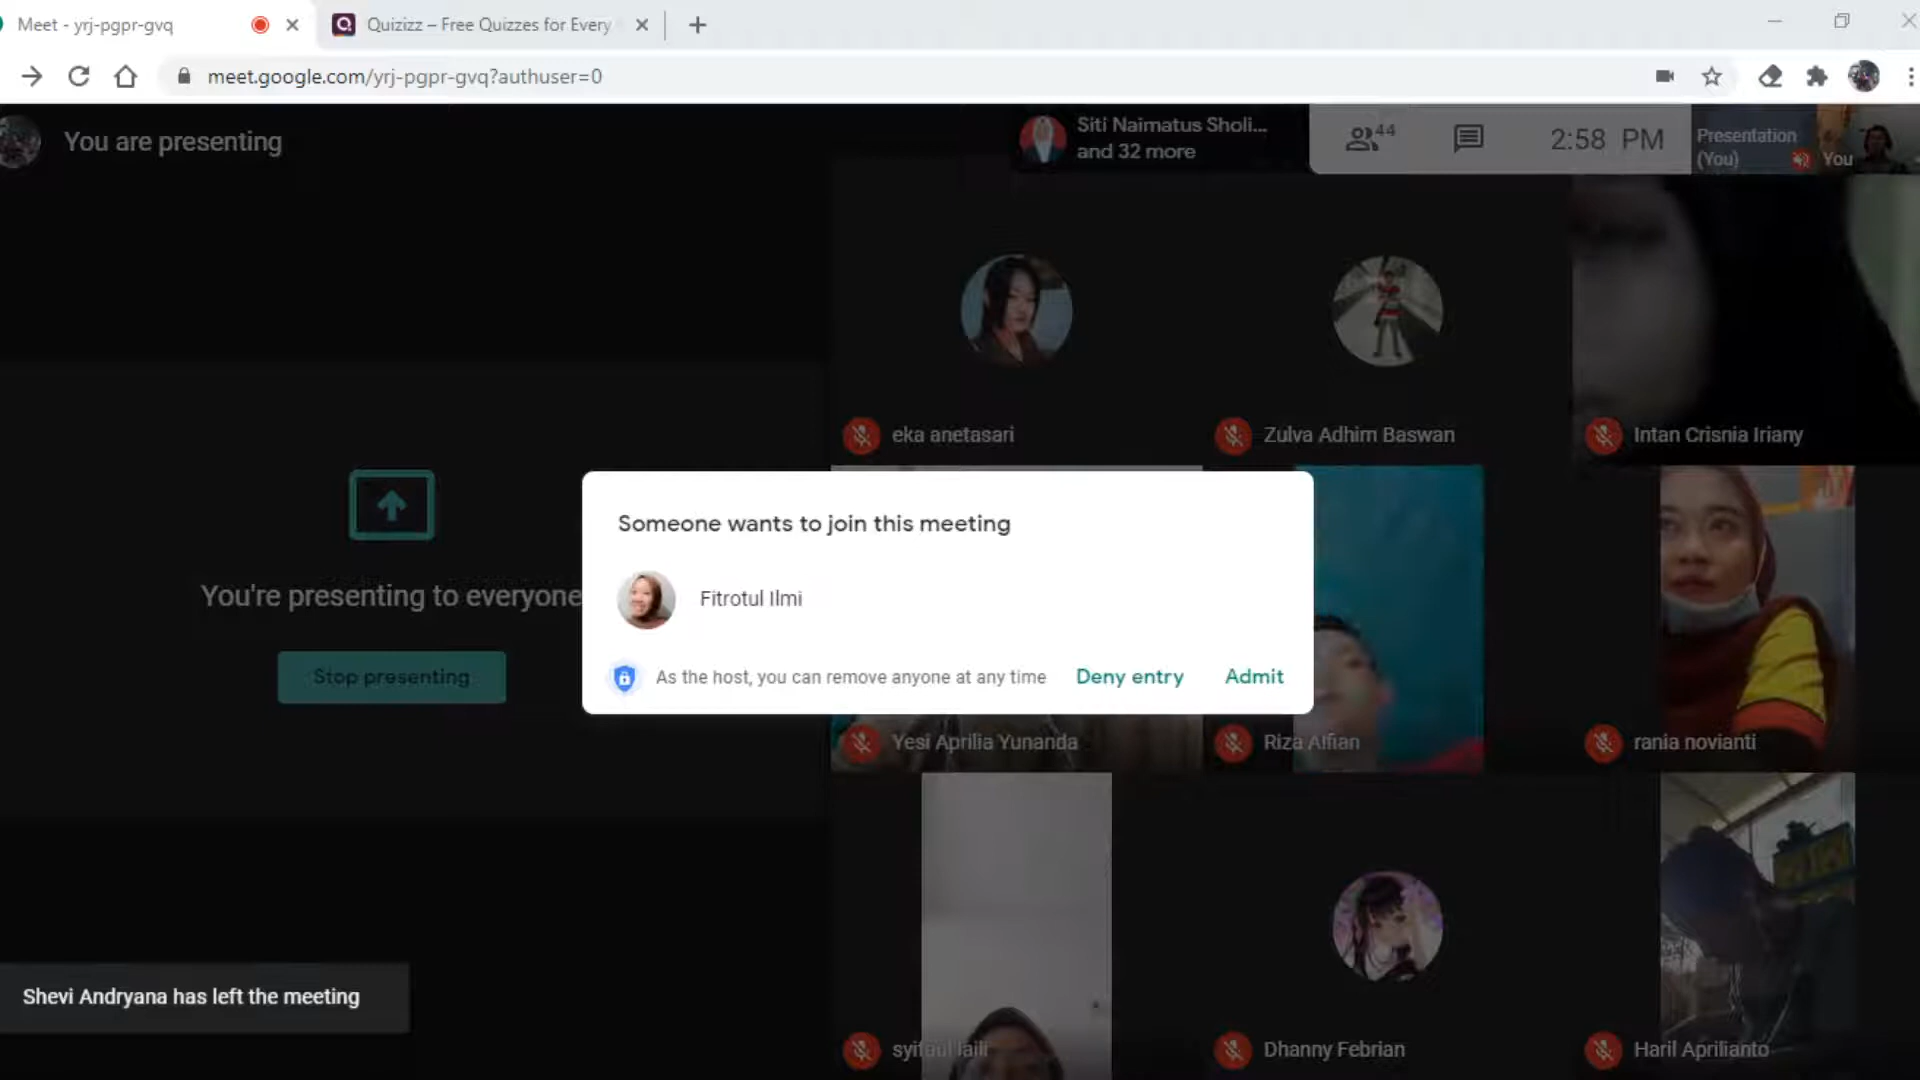 Meet - yrj-pgpr-gvq
Quizizz – Free Quizzes for Every
meet.google.com/yrj-pgpr-gvq?authuser=0
You are presenting
Siti Naimatus Sholi...
and 32 more
44
2:58 PM
Presentation
(You)
You
eka anetasari
Zulva Adhim Baswan
Intan Crisnia Iriany
You're presenting to everyone
Stop presenting
Someone wants to join this meeting
Fitrotul Ilmi
As the host, you can remove anyone at any time
Deny entry
Admit
Yesi Aprilia Yunanda
Riza Alfian
rania novianti
Shevi Andryana has left the meeting
syifaul laili
Dhanny Febrian
Haril Aprilianto